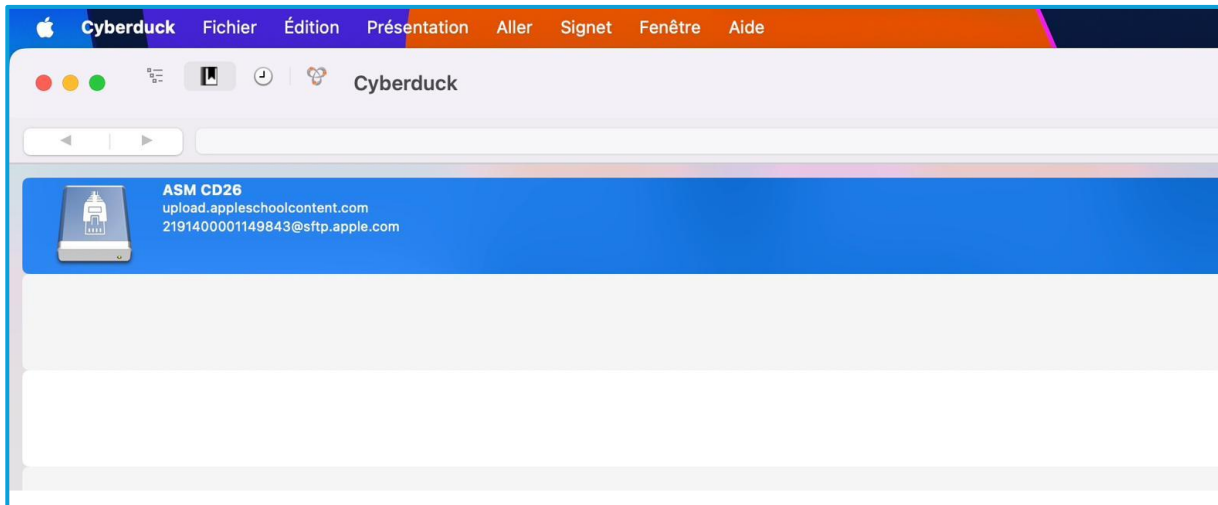 Cyberduck Fichier Édition Présentation Aller Signet Fenêtre Aide
Cyberduck
ASM CD26
upload.appleschoolcontent.com
2191400001149843@sftp.apple.com